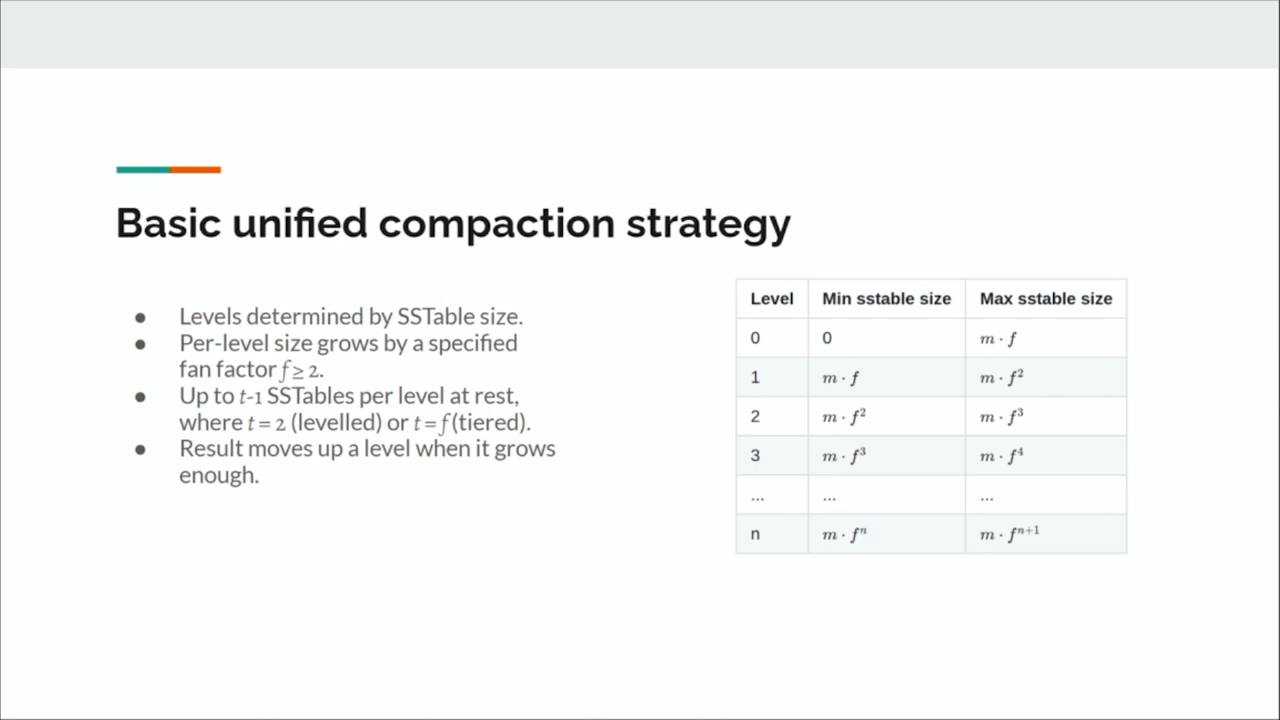 Basic unified compaction strategy
● Levels determined by SSTable size.
● Per-level size grows by a specified
fan factor f ≥ 2.
● Up to t-1 SSTables per level at rest,
where t = 2 (levelled) or t = f (tiered).
● Result moves up a level when it grows
enough.
Level Min sstable size Max sstable size
0 0 m · f
1 m · f m · f²
2 m · f² m · f³
3 m · f³ m · f⁴
... ... ...
n m · fⁿ m · fⁿ⁺¹